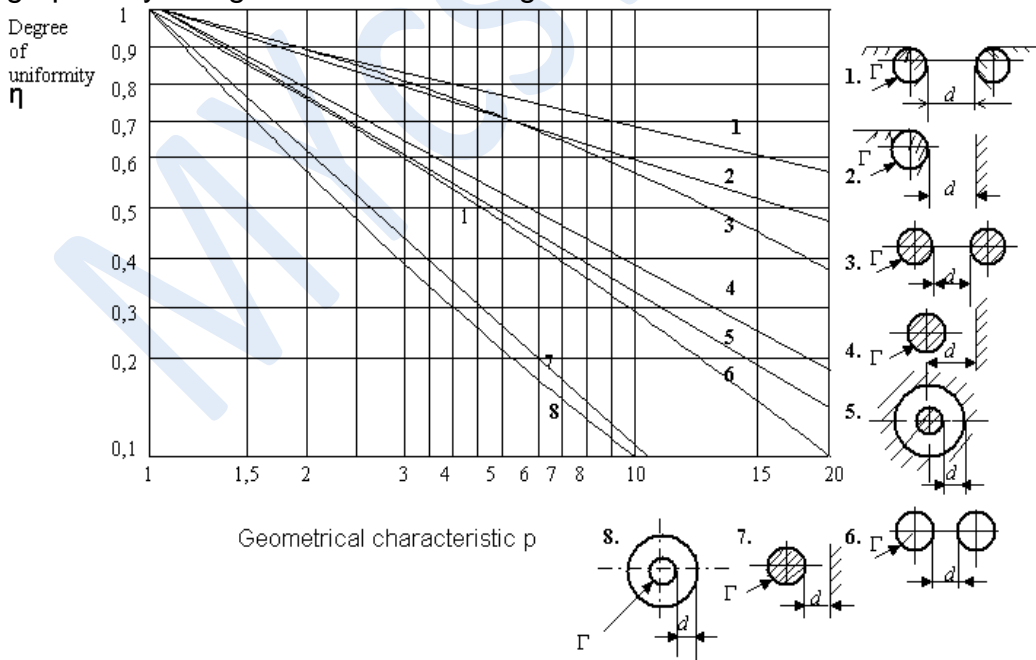 Degree
of
uniformity
η
1
0,9
0,8
0,7
0,6
0,5
0,4
0,3
0,2
0,1
1
2
3
1
4
5
6
7
8
1 1,5 2 3 4 5 6 7 8 10 15 20
Geometrical characteristic p
1. Γ r d
2. Γ d
3. Γ d
4. Γ d
5. d
6. Γ d
8. Γ d
7. Γ d
MYCS